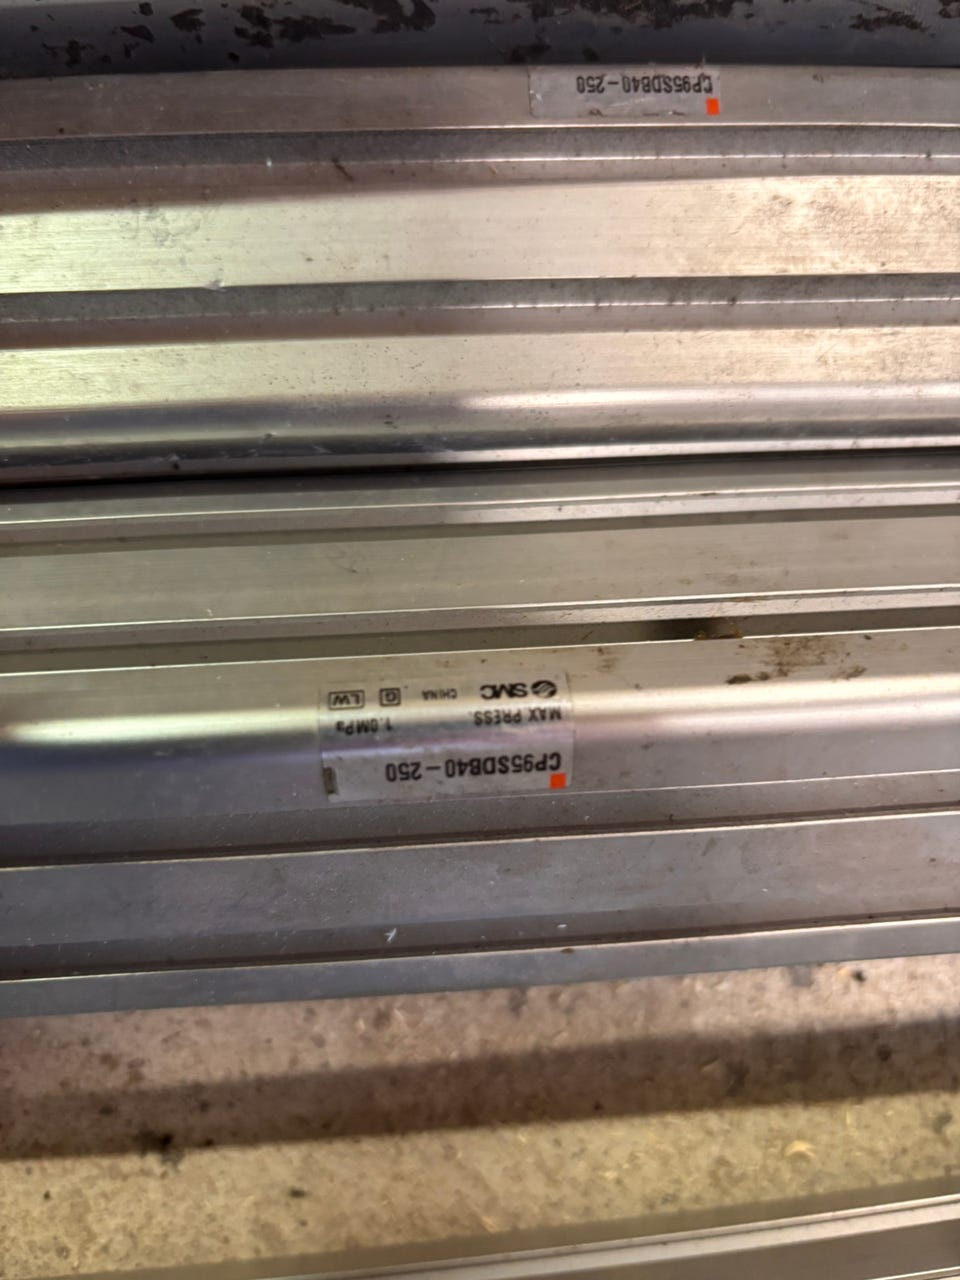 CP95SDB40-250
CP95SDB40-250
MAX.PRESS. 1.0MPa
SMC CHINA G LW